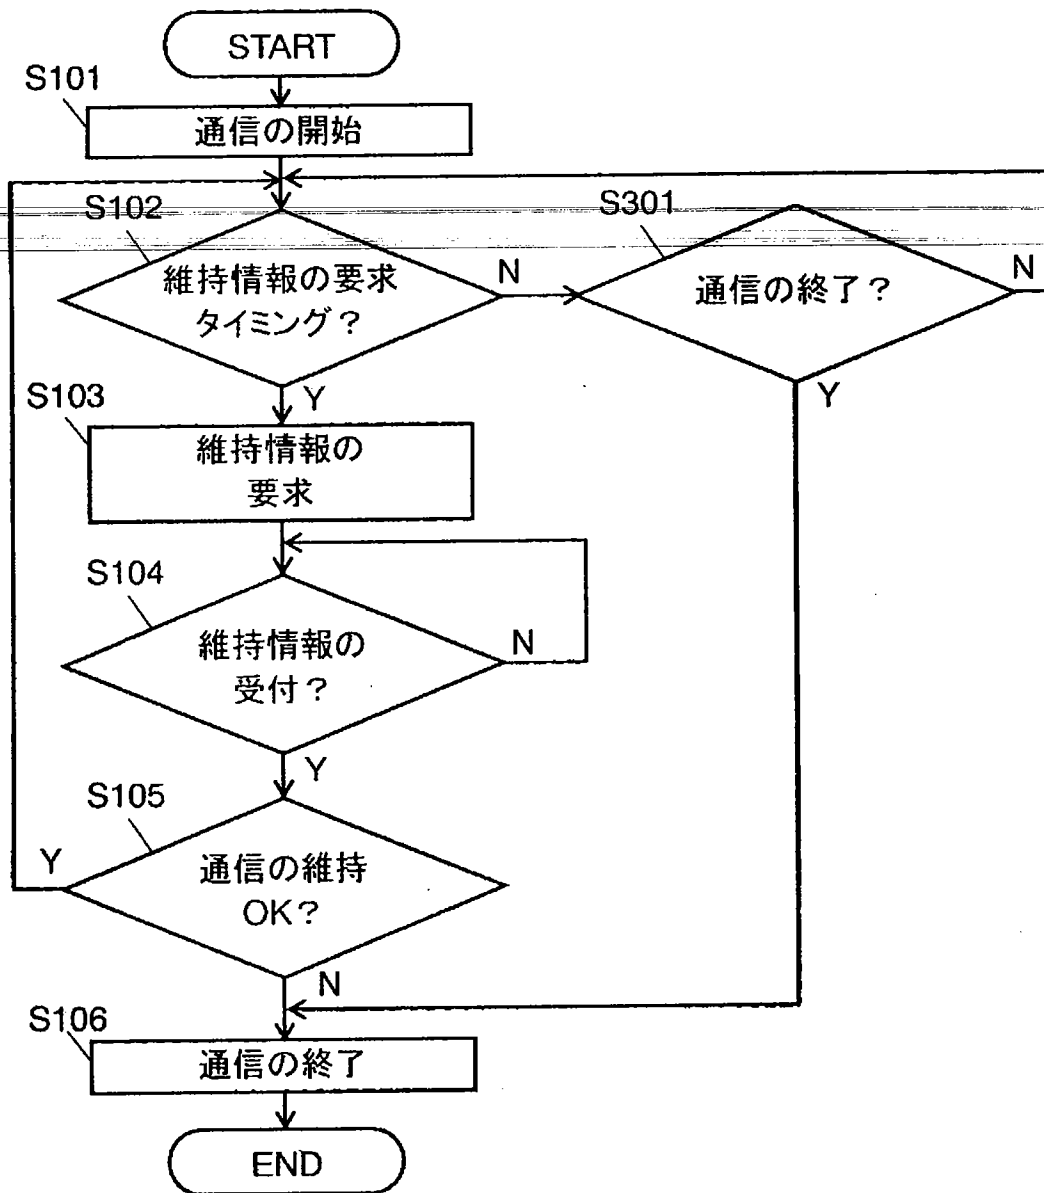 START
S101
通信の開始
S102
維持情報の要求
タイミング？
N
Y
S301
通信の終了？
N
Y
S103
維持情報の
要求
S104
維持情報の
受付？
N
Y
S105
通信の維持
OK？
Y
N
S106
通信の終了
END